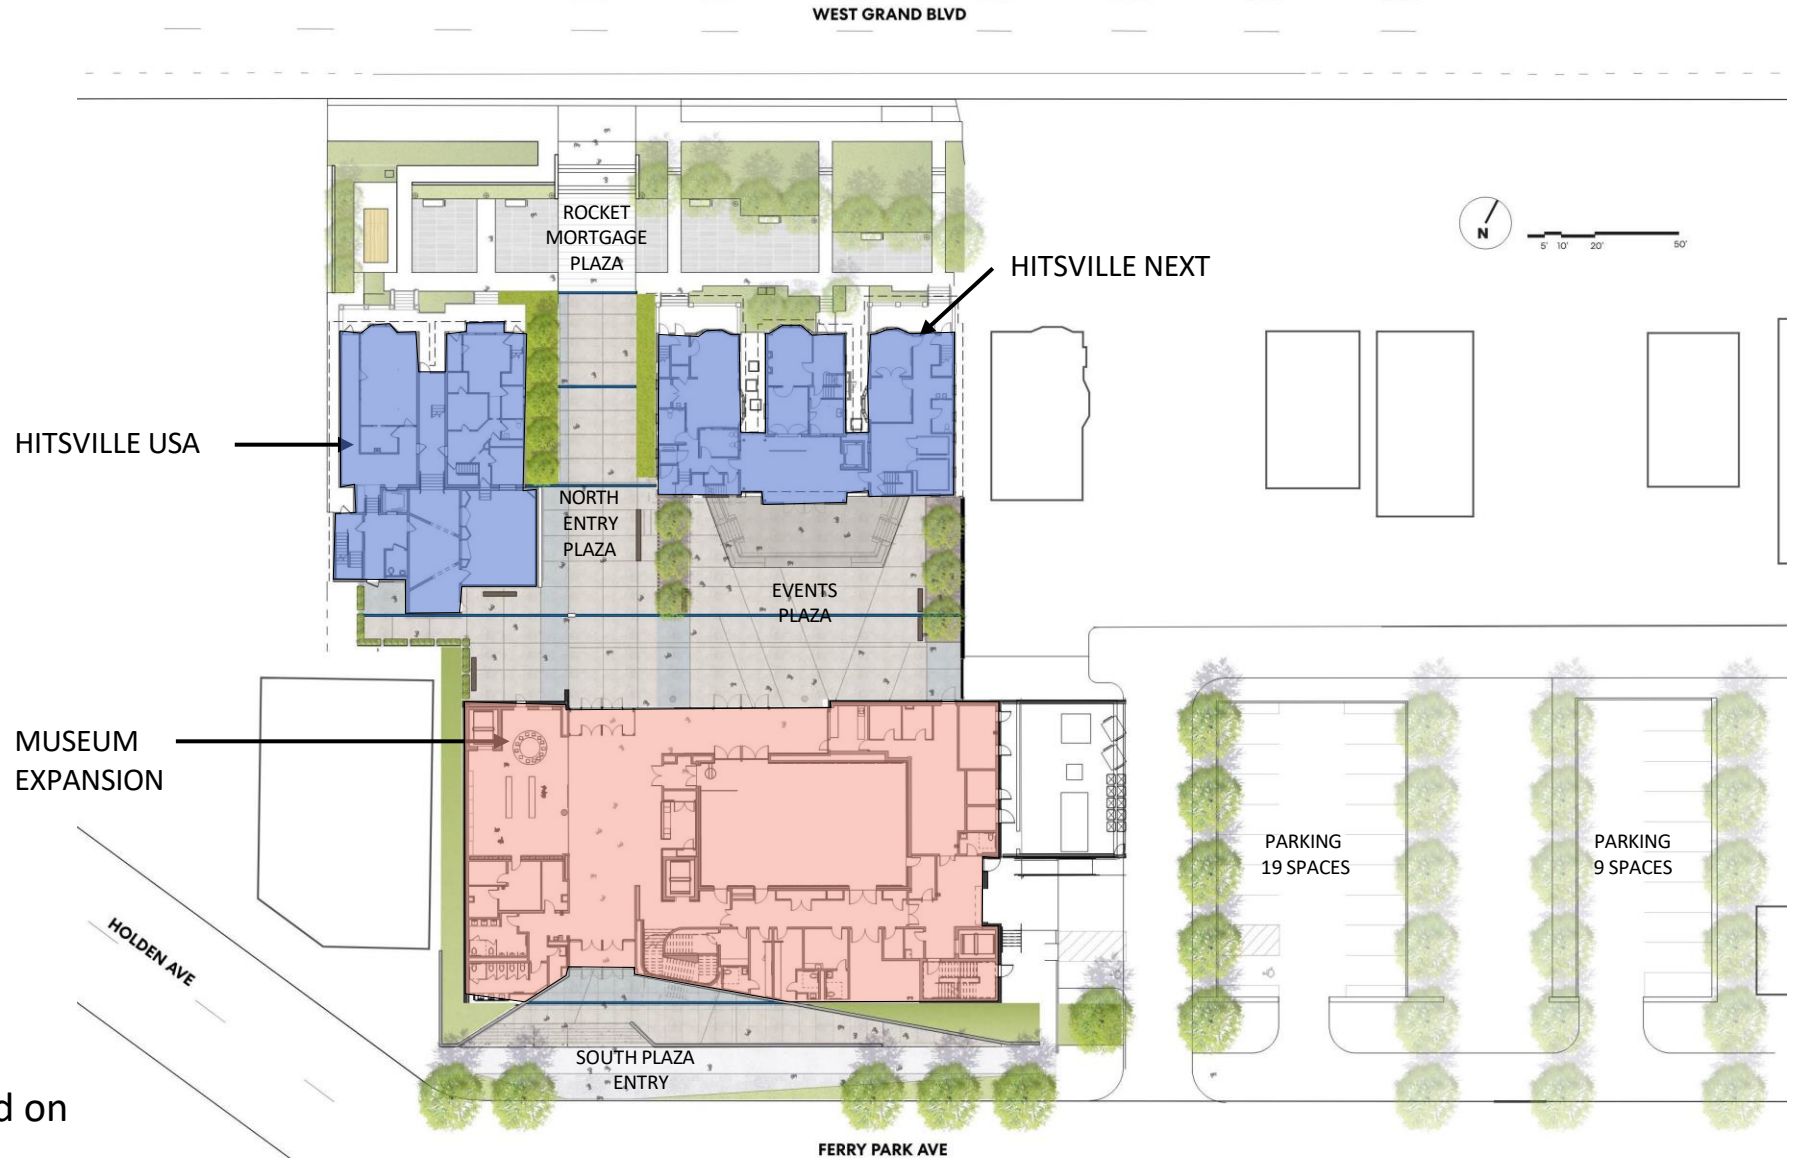 WEST GRAND BLVD
ROCKET
MORTGAGE
PLAZA
N
5' 10' 20' 50'
HITSVILLE NEXT
HITSVILLE USA
NORTH
ENTRY
PLAZA
EVENTS
PLAZA
MUSEUM
EXPANSION
PARKING
19 SPACES
PARKING
9 SPACES
HOLDEN AVE
SOUTH PLAZA
ENTRY
d on
FERRY PARK AVE